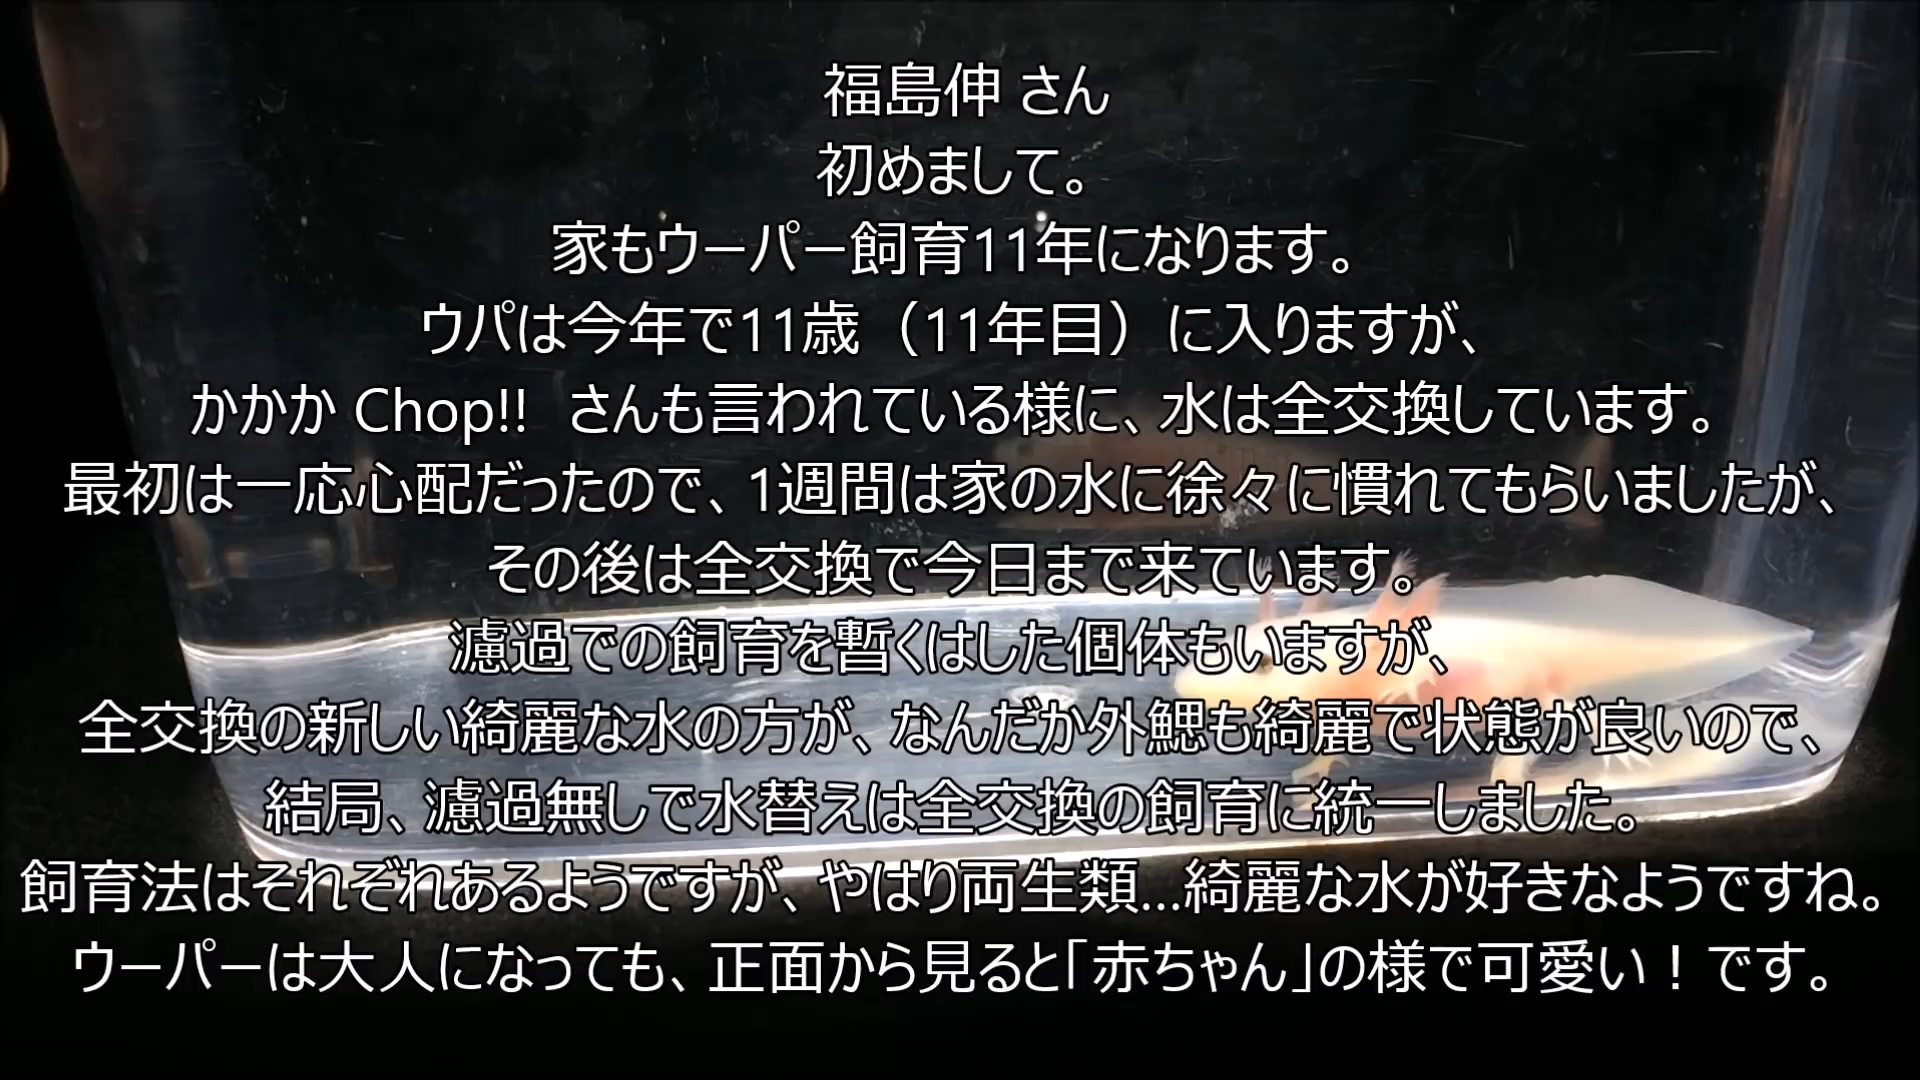 福島伸 さん
初めまして。
家もウーパー飼育11年になります。
ウパは今年で11歳（11年目）に入りますが、
かかか Chop!!　さんも言われている様に、水は全交換しています。
最初は一応心配だったので、1週間は家の水に徐々に慣れてもらいましたが、
その後は全交換で今日まで来ています。
濾過での飼育を暫くはした個体もいますが、
全交換の新しい綺麗な水の方が、なんだか外鰓も綺麗で状態が良いので、
結局、濾過無しで水替えは全交換の飼育に統一しました。
飼育法はそれぞれあるようですが、やはり両生類...綺麗な水が好きなようですね。
ウーパーは大人になっても、正面から見ると「赤ちゃん」の様で可愛い！です。